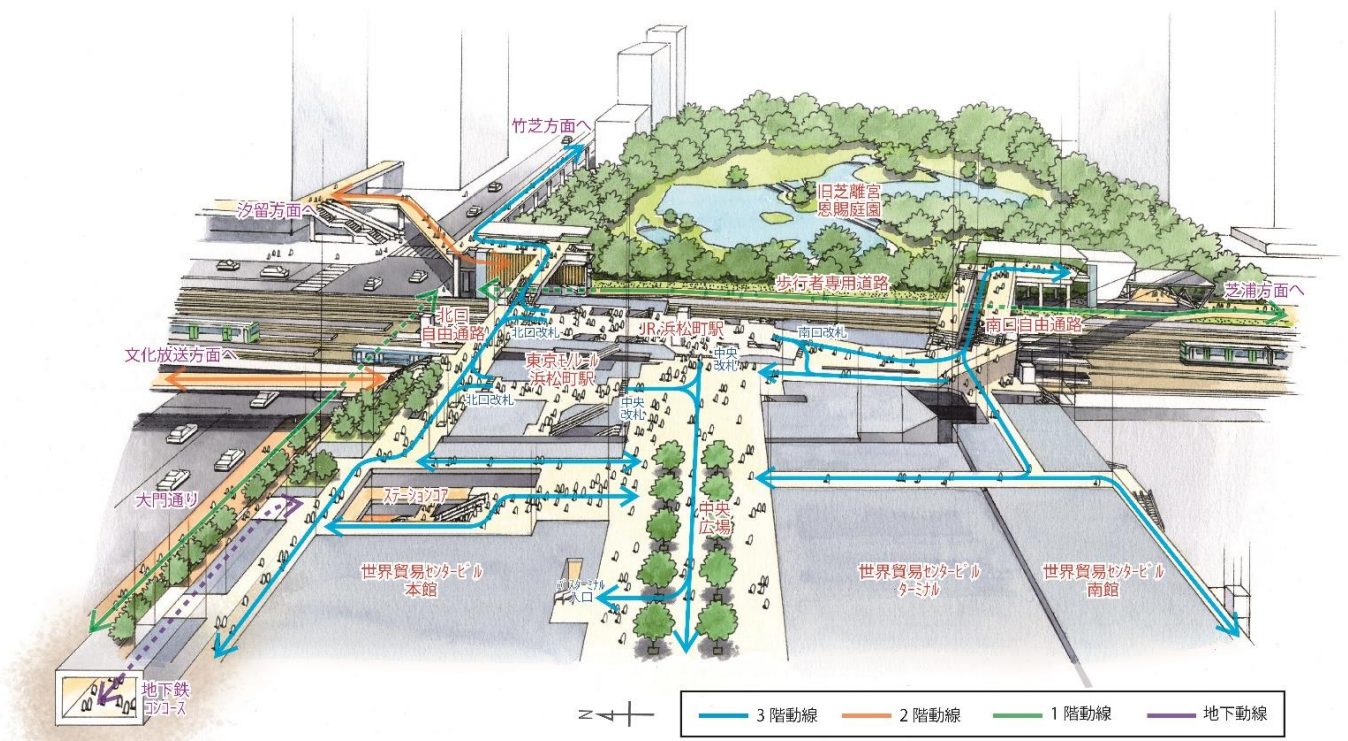 竹芝方面へ
汐留方面へ
旧芝離宮
恩賜庭園
歩行者専用道路
芝浦方面へ
北口
自由通路
北口改札
JR浜松町駅
南口改札
南口自由通路
文化放送方面へ
東京モノレール
浜松町駅
中央
改札
北口改札
中央
改札
大門通り
ステーションコア
中央
広場
世界貿易センタービル
本館
バスターミナル
入口
世界貿易センタービル
ターミナル
世界貿易センタービル
南館
地下鉄
コンコース
N
3階動線
2階動線
1階動線
地下動線